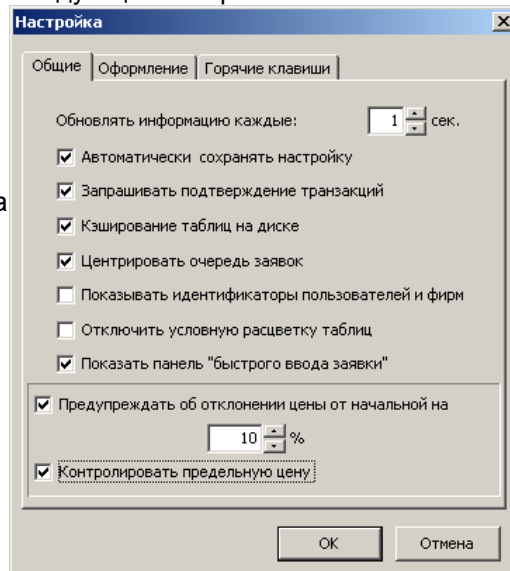 Настройка
Общие Оформление Горячие клавиши
Обновлять информацию каждые: 1 сек.
Автоматически сохранять настройку
Запрашивать подтверждение транзакций
а
Кэширование таблиц на диске
Центрировать очередь заявок
Показывать идентификаторы пользователей и фирм
Отключить условную расцветку таблиц
Показать панель "быстрого ввода заявки"
Предупреждать об отклонении цены от начальной на
10 %
Контролировать предельную цену
ОК Отмена